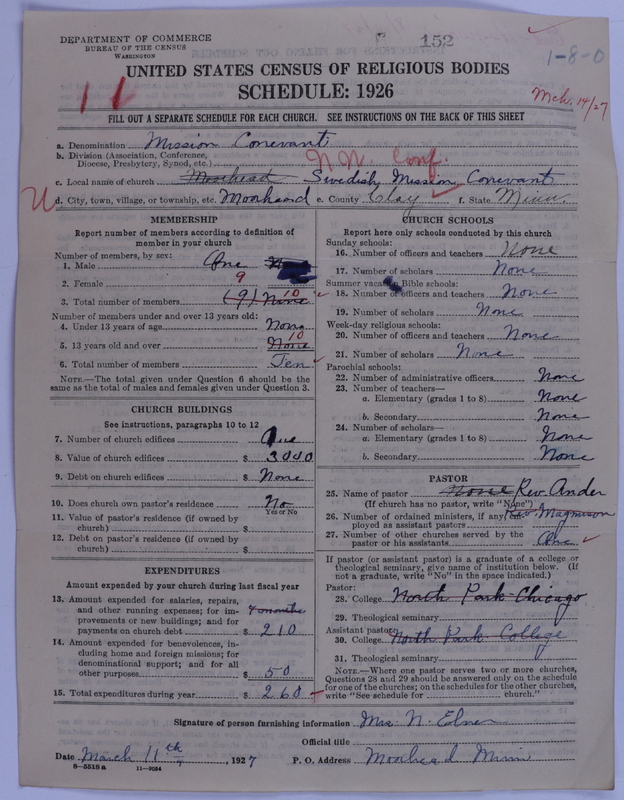 DEPARTMENT OF COMMERCE
BUREAU OF THE CENSUS
WASHINGTON
152
1-8-0
UNITED STATES CENSUS OF RELIGIOUS BODIES
SCHEDULE: 1926
Mch. 14/27
FILL OUT A SEPARATE SCHEDULE FOR EACH CHURCH. SEE INSTRUCTIONS ON THE BACK OF THIS SHEET
a. Denomination Mission Conevant
b. Division (Association, Conference,
Diocese, Presbytery, Synod, etc.) N.W. Conf.
c. Local name of church Moorhead Swedish Mission Conevant
d. City, town, village, or township, etc. Moorhead e. County Clay f. State Minn.
MEMBERSHIP
Report number of members according to definition of
member in your church
Number of members, by sex:
1. Male One
2. Female 9
3. Total number of members (9) Nine 10
Number of members under and over 13 years old:
4. Under 13 years of age None
5. 13 years old and over None 10
6. Total number of members Ten
NOTE.—The total given under Question 6 should be
the same as the total of males and females given under Question 3.
CHURCH BUILDINGS
See instructions, paragraphs 10 to 12
7. Number of church edifices One
8. Value of church edifices $ 3000
9. Debt on church edifices $ None
10. Does church own pastor's residence No
Yes or No
11. Value of pastor's residence (if owned by
church) $
12. Debt on pastor's residence (if owned by
church) $
EXPENDITURES
Amount expended by your church during last fiscal year
13. Amount expended for salaries, repairs,
and other running expenses; for im-
provements or new buildings; and for
payments on church debt $ 210
14. Amount expended for benevolences, in-
cluding home and foreign missions; for
denominational support; and for all
other purposes $ 50
15. Total expenditures during year $ 260
CHURCH SCHOOLS
Report here only schools conducted by this church
Sunday schools:
16. Number of officers and teachers None
17. Number of scholars None
Summer vacation Bible schools:
18. Number of officers and teachers None
19. Number of scholars None
Week-day religious schools:
20. Number of officers and teachers None
21. Number of scholars None
Parochial schools:
22. Number of administrative officers None
23. Number of teachers—
a. Elementary (grades 1 to 8) None
b. Secondary None
24. Number of scholars—
a. Elementary (grades 1 to 8) None
b. Secondary None
PASTOR
25. Name of pastor None Rev. Ander
(If church has no pastor, write "None") Magnuson
26. Number of ordained ministers, if any, em-
ployed as assistant pastors
27. Number of other churches served by the
pastor or his assistants One
If pastor (or assistant pastor) is a graduate of a college or
theological seminary, give name of institution below. (If
not a graduate, write "No" in the space indicated.)
Pastor:
28. College North Park Chicago
29. Theological seminary
Assistant pastor:
30. College North Park College
31. Theological seminary
NOTE.—Where one pastor serves two or more churches,
Questions 28 and 29 should be answered only on the schedule
for one of the churches; on the schedules for the other churches,
write "See schedule for church."
Signature of person furnishing information Mrs. N.
Official title
Date March 11th, 1927 P. O. Address Moorhead Minn
8-5518a 11-9034